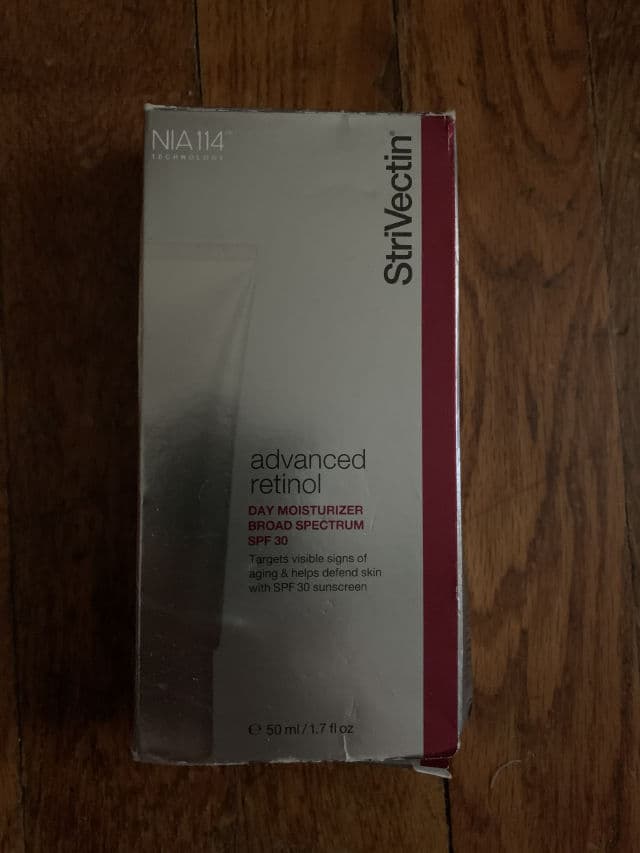 NIA114™
TECHNOLOGY
StriVectin®
advanced
retinol
DAY MOISTURIZER
BROAD SPECTRUM
SPF 30
Targets visible signs of
aging & helps defend skin
with SPF 30 sunscreen
℮ 50 ml / 1.7 fl oz